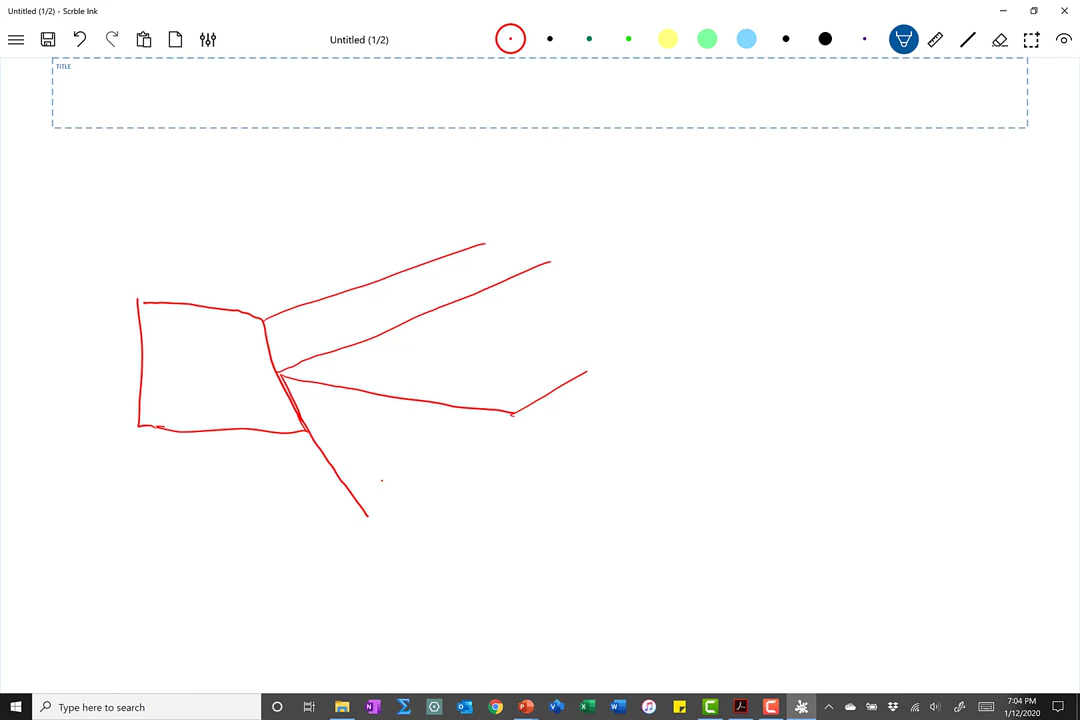 Untitled (1/2) - Scrble Ink
Untitled (1/2)
TITLE
Type here to search
7:04 PM
1/12/2020